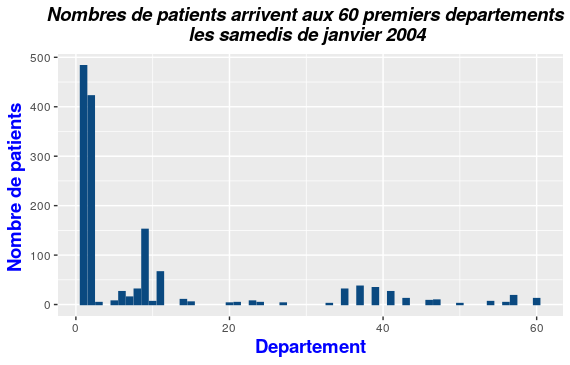 Nombres de patients arrivent aux 60 premiers departements
les samedis de janvier 2004
Nombre de patients
500
400
300
200
100
0
0 20 40 60
Departement